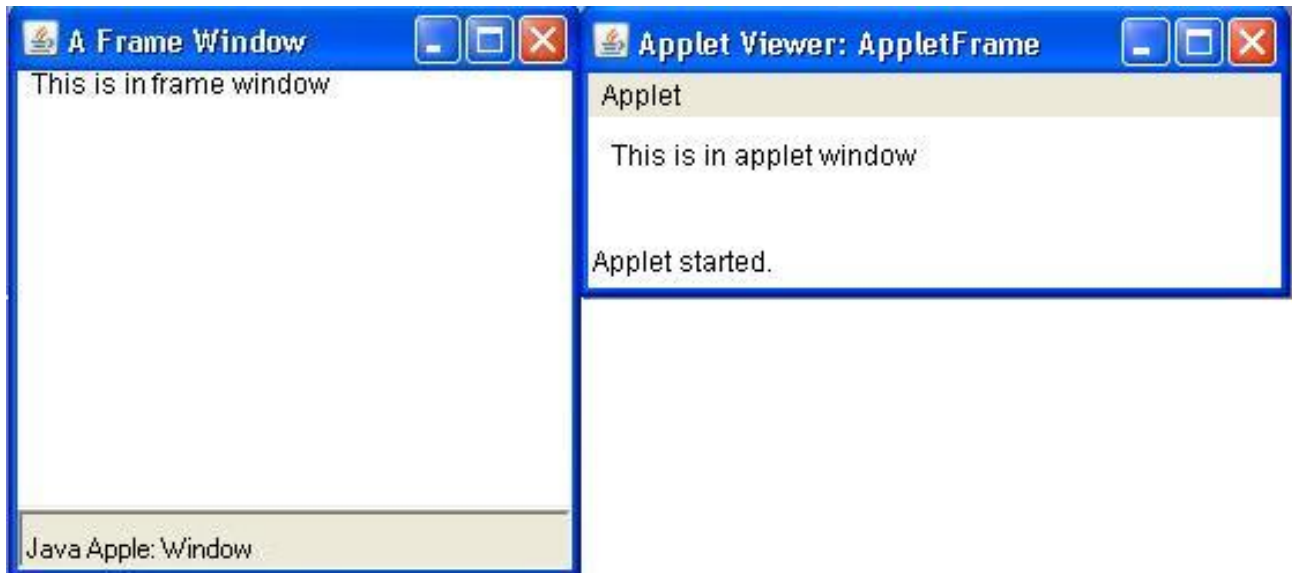 A Frame Window
This is in frame window
Java Apple: Window
Applet Viewer: AppletFrame
Applet
This is in applet window
Applet started.